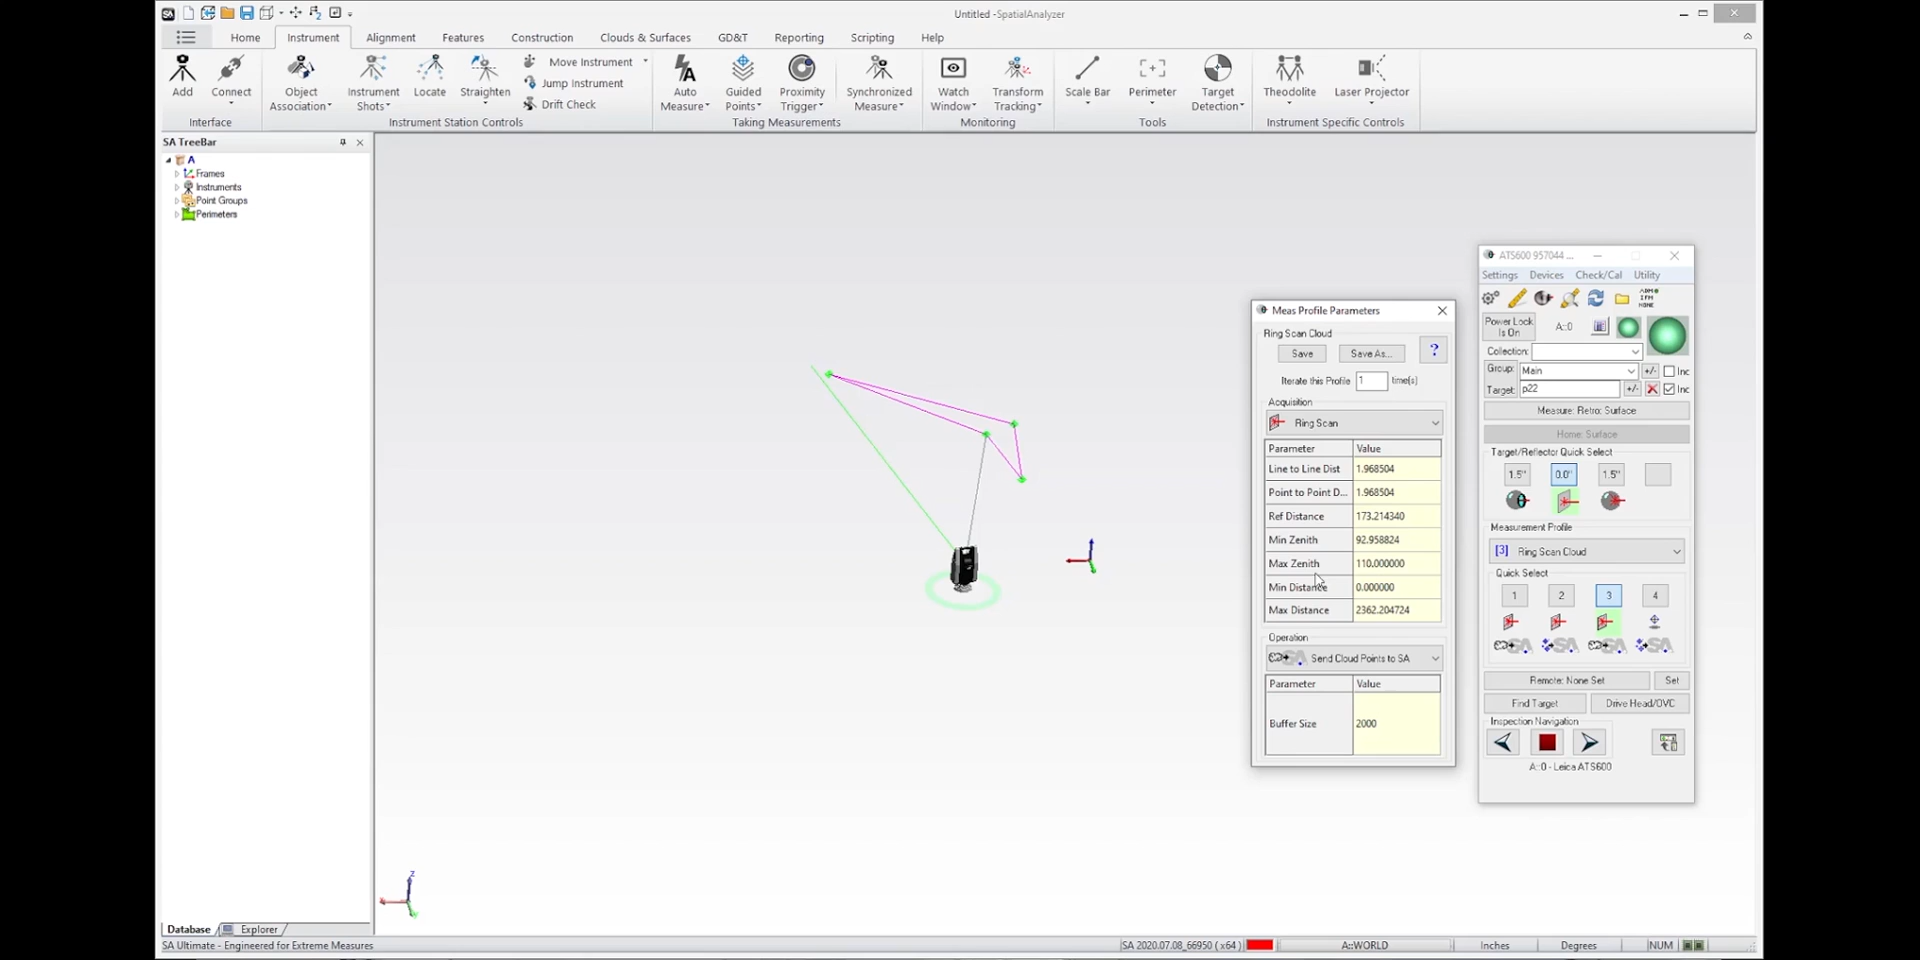 Untitled -SpatialAnalyzer
Home
Instrument
Alignment
Features
Construction
Clouds & Surfaces
GD&T
Reporting
Scripting
Help
Add
Connect
Interface
Object Association
Instrument Shots
Locate
Straighten
Move Instrument
Jump Instrument
Drift Check
Instrument Station Controls
Auto Measure
Guided Points
Proximity Trigger
Synchronized Measure
Taking Measurements
Watch Window
Transform Tracking
Monitoring
Scale Bar
Perimeter
Target Detection
Tools
Theodolite
Laser Projector
Instrument Specific Controls
SA TreeBar
A
Frames
Instruments
Point Groups
Perimeters
Meas Profile Parameters
Ring Scan Cloud
Save
Save As...
?
Iterate this Profile 1 time(s)
Acquisition
Ring Scan
Parameter Value
Line to Line Dist 1.968504
Point to Point D... 1.968504
Ref Distance 173.214340
Min Zenith 92.958824
Max Zenith 110.000000
Min Distance 0.000000
Max Distance 2362.204724
Operation
Send Cloud Points to SA
Parameter Value
Buffer Size 2000
ATS600 957044 ...
Settings Devices Check/Cal Utility
ADM
IFM
NONE
Power Lock Is On
A::0
Collection:
Group: Main +/- Inc
Target: p22 +/- Inc
Measure: Retro: Surface
Home: Surface
Target/Reflector Quick Select
1.5" 0.0" 1.5"
Measurement Profile
[3] Ring Scan Cloud
Quick Select
1 2 3 4
Remote: None Set Set
Find Target Drive Head/OVC
Inspection Navigation
A::0 - Leica ATS600
Z
Database Explorer
SA Ultimate - Engineered for Extreme Measures
SA 2020.07.08_66950 (x64)
A::WORLD
Inches
Degrees
NUM